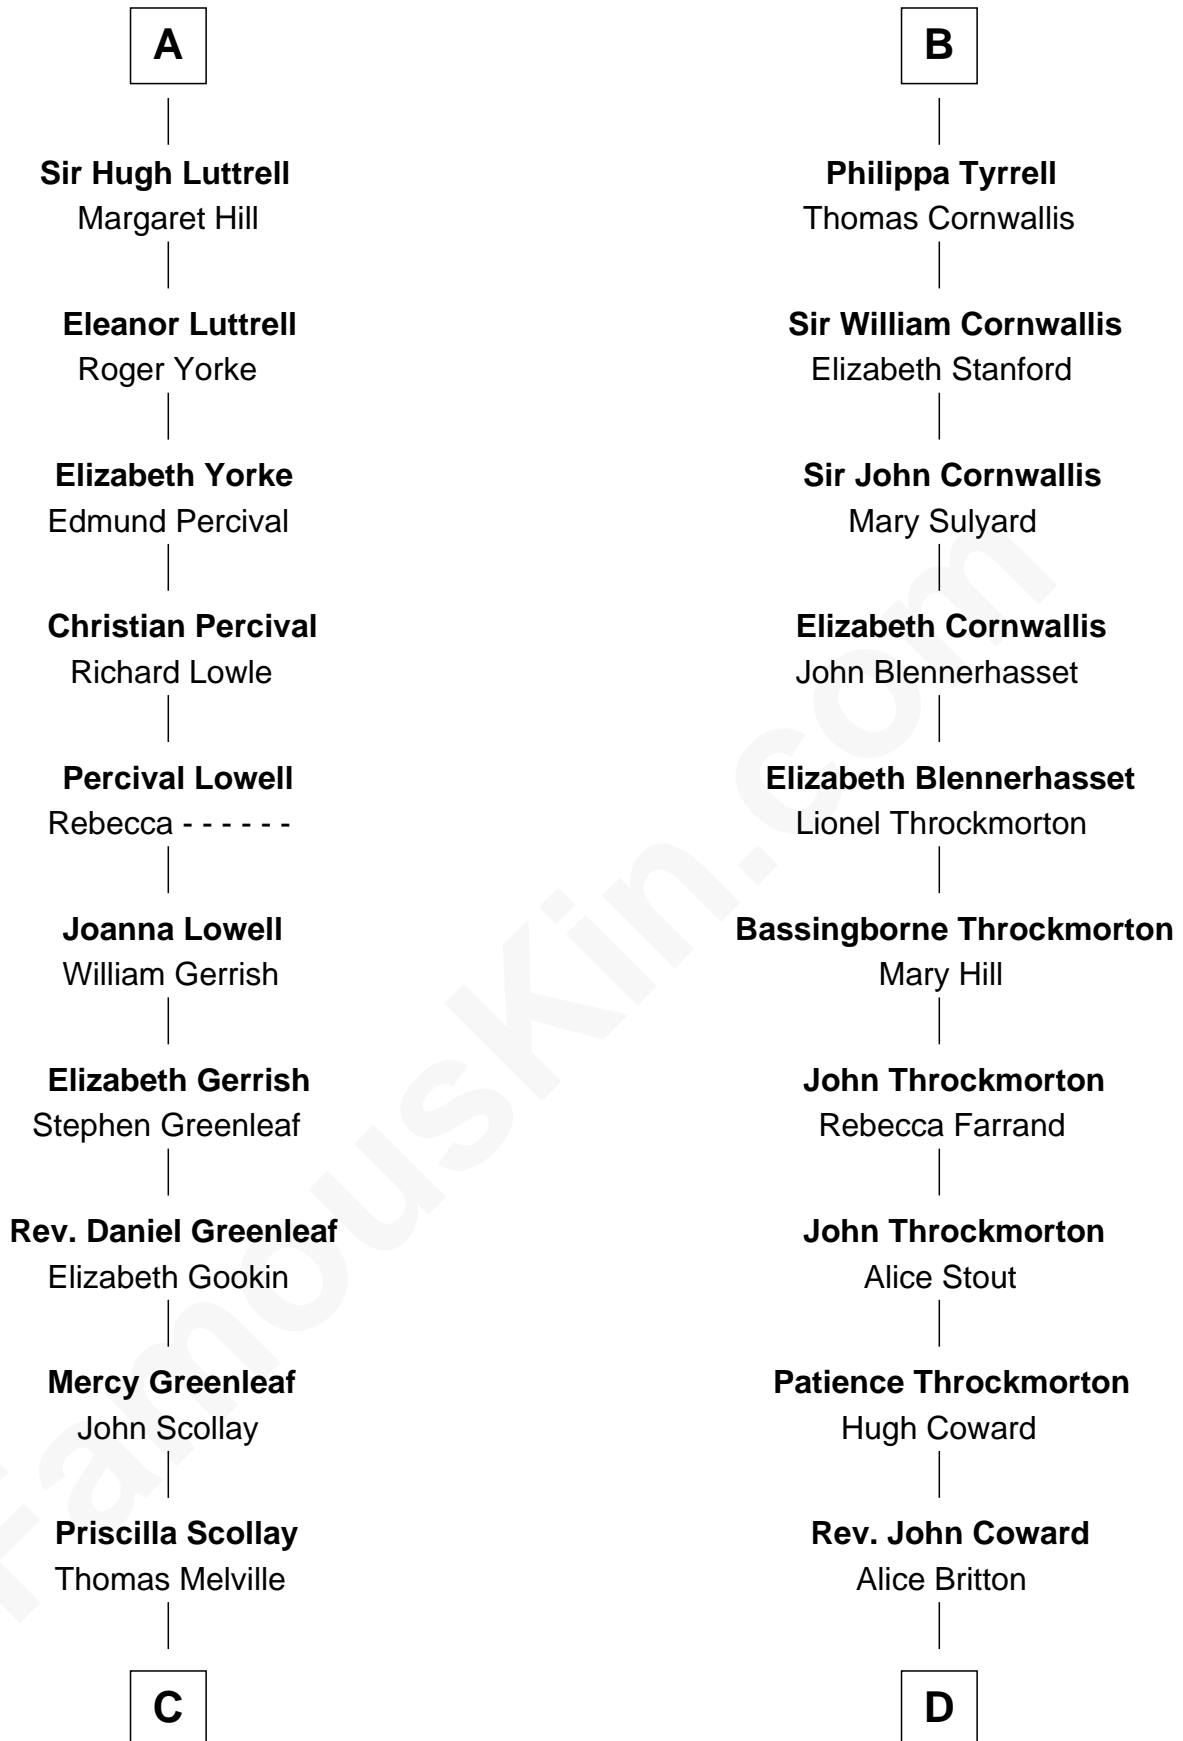 A
Sir Hugh Luttrell
Margaret Hill
Eleanor Luttrell
Roger Yorke
Elizabeth Yorke
Edmund Percival
Christian Percival
Richard Lowle
Percival Lowell
Rebecca - - - - - -
Joanna Lowell
William Gerrish
Elizabeth Gerrish
Stephen Greenleaf
Rev. Daniel Greenleaf
Elizabeth Gookin
Mercy Greenleaf
John Scollay
Priscilla Scollay
Thomas Melville
C
B
Philippa Tyrrell
Thomas Cornwallis
Sir William Cornwallis
Elizabeth Stanford
Sir John Cornwallis
Mary Sulyard
Elizabeth Cornwallis
John Blennerhasset
Elizabeth Blennerhasset
Lionel Throckmorton
Bassingborne Throckmorton
Mary Hill
John Throckmorton
Rebecca Farrand
John Throckmorton
Alice Stout
Patience Throckmorton
Hugh Coward
Rev. John Coward
Alice Britton
D
FamousKin.com